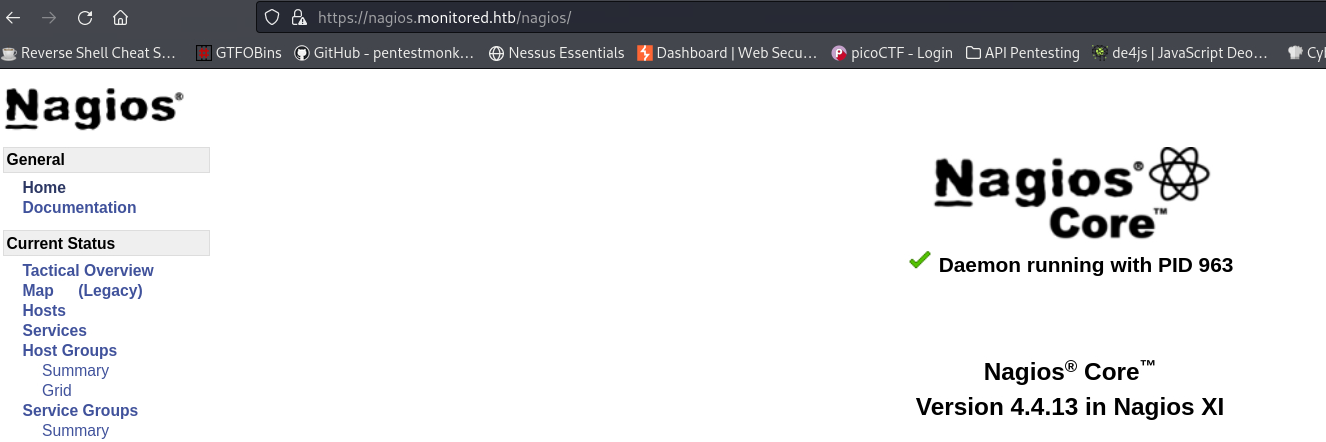 https://nagios.monitored.htb/nagios/
Reverse Shell Cheat S… GTFOBins GitHub - pentestmonk… Nessus Essentials Dashboard | Web Secu… picoCTF - Login API Pentesting de4js | JavaScript Deo… Cyl
Nagios®
General
Home
Documentation
Current Status
Tactical Overview
Map (Legacy)
Hosts
Services
Host Groups
Summary
Grid
Service Groups
Summary
Nagios®
Core™
Daemon running with PID 963
Nagios® Core™
Version 4.4.13 in Nagios XI